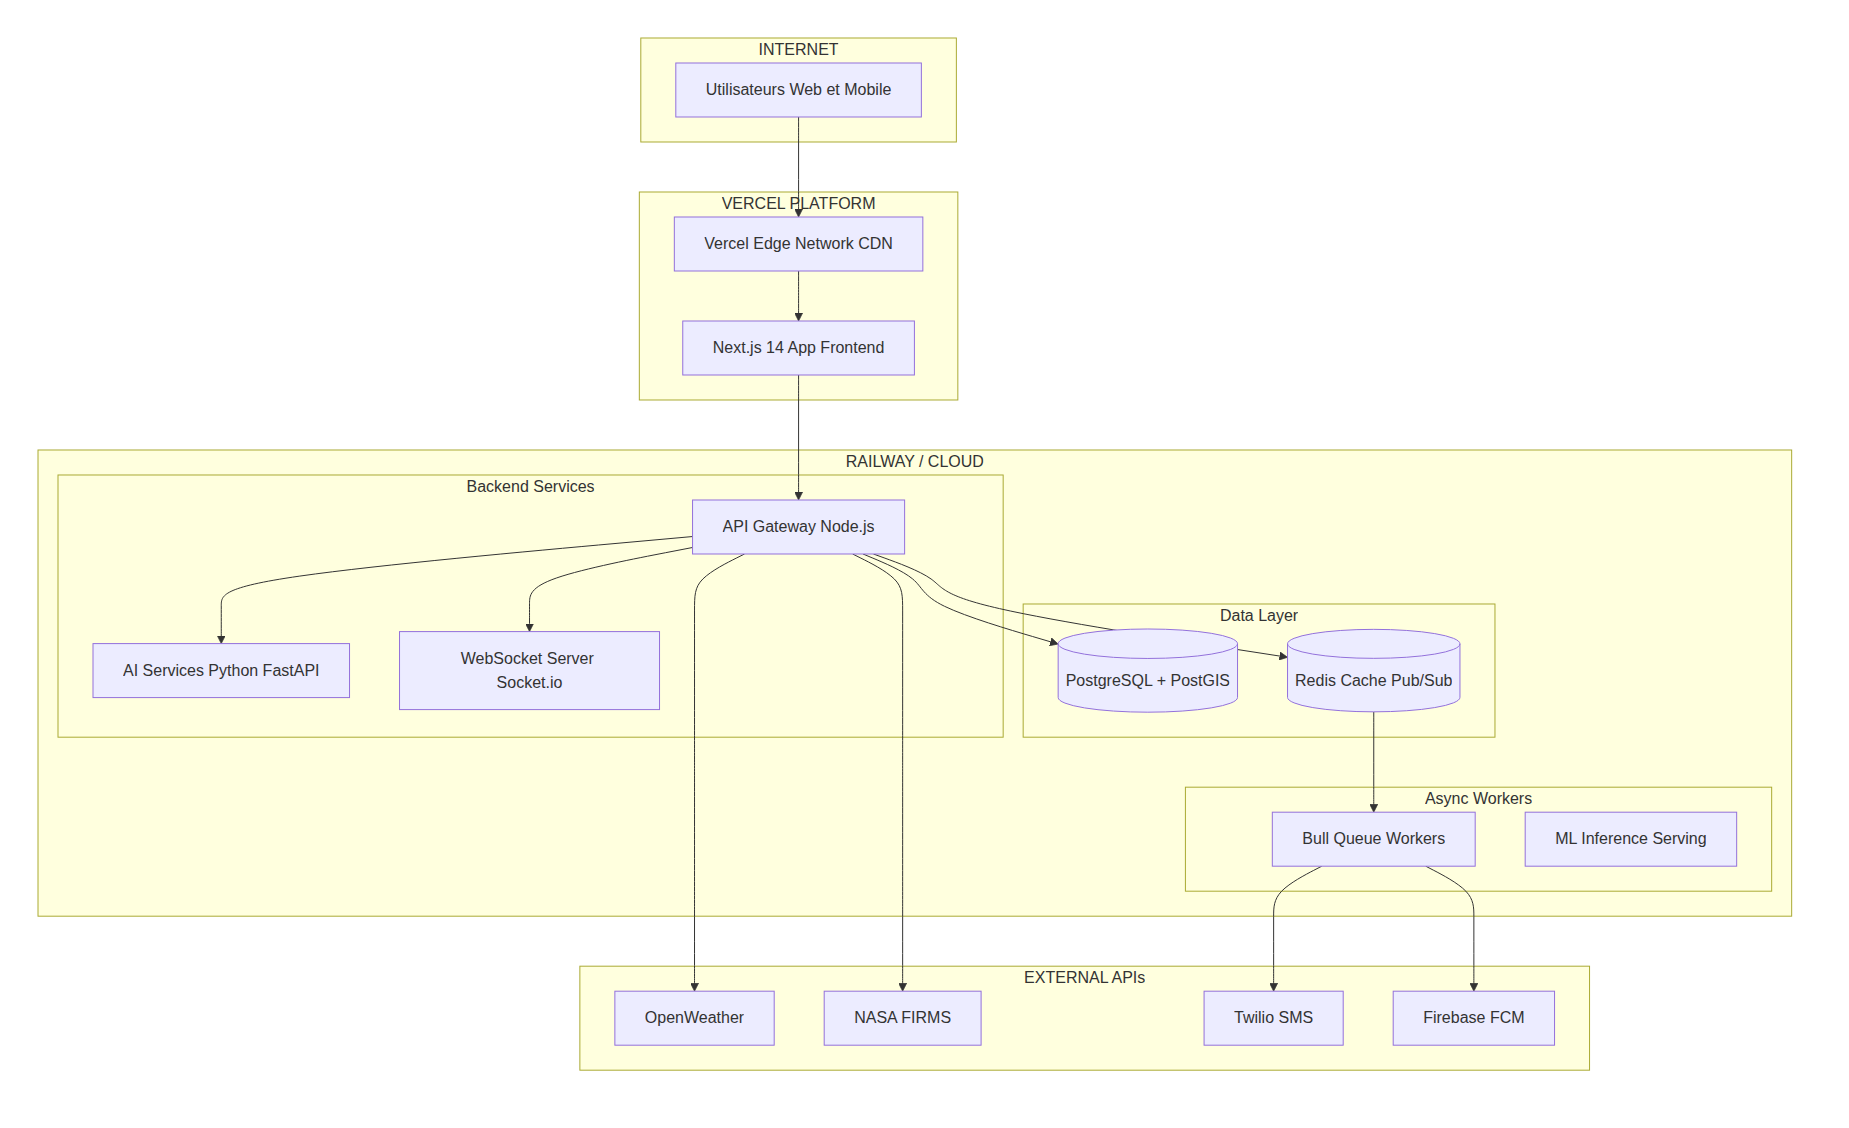 INTERNET
Utilisateurs Web et Mobile
VERCEL PLATFORM
Vercel Edge Network CDN
Next.js 14 App Frontend
RAILWAY / CLOUD
Backend Services
API Gateway Node.js
AI Services Python FastAPI
WebSocket Server
Socket.io
Data Layer
PostgreSQL + PostGIS
Redis Cache Pub/Sub
Async Workers
Bull Queue Workers
ML Inference Serving
EXTERNAL APIs
OpenWeather
NASA FIRMS
Twilio SMS
Firebase FCM